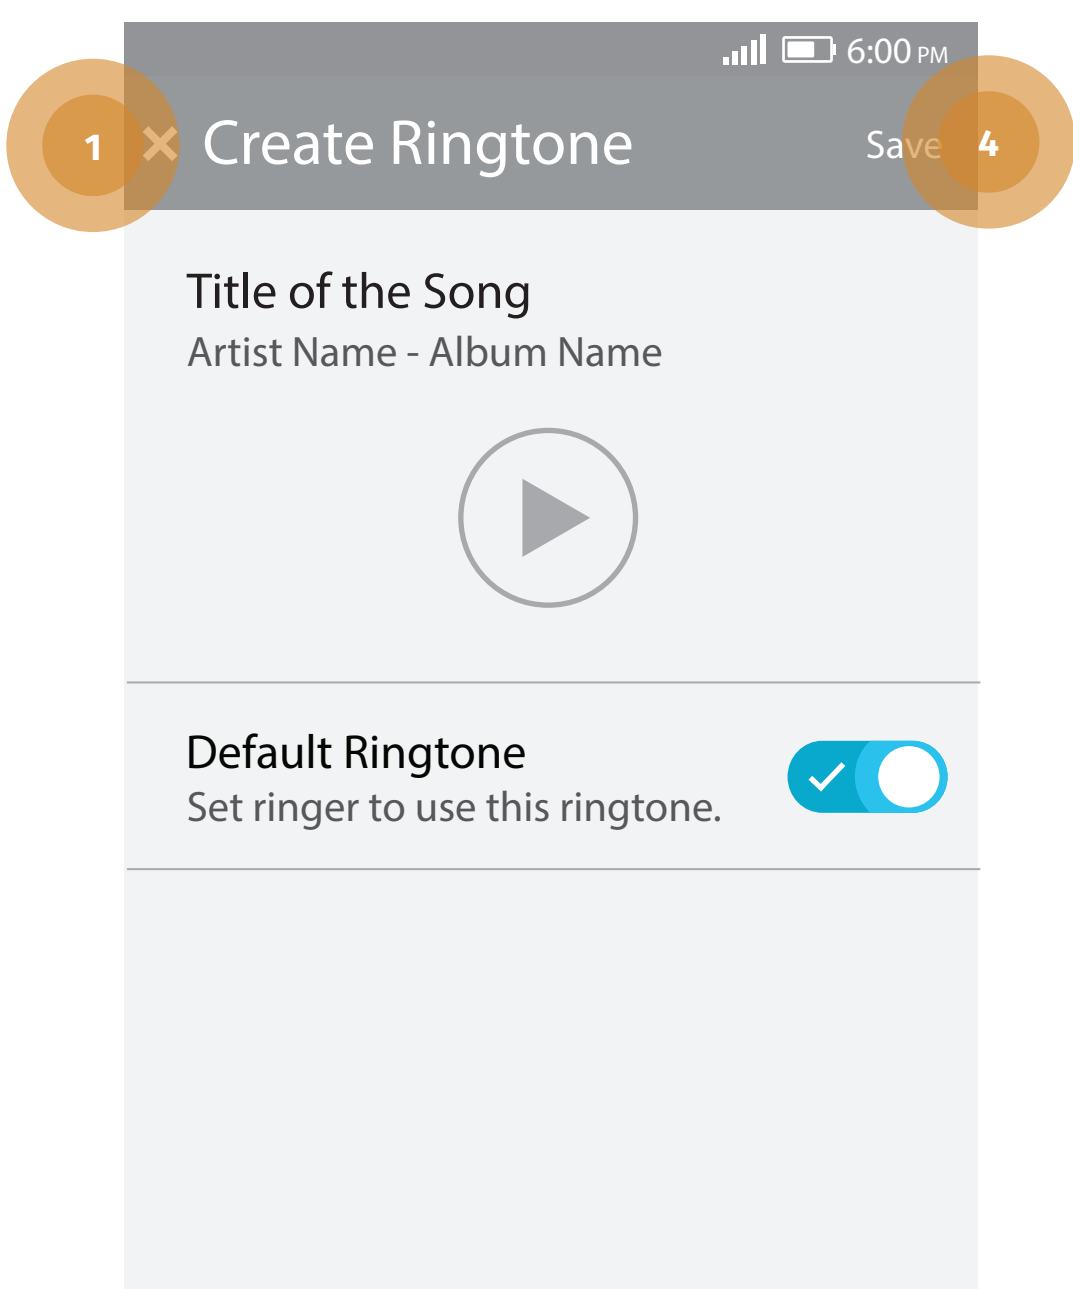 6:00 PM
1 Create Ringtone Save 4
Title of the Song
Artist Name - Album Name
Default Ringtone
Set ringer to use this ringtone.